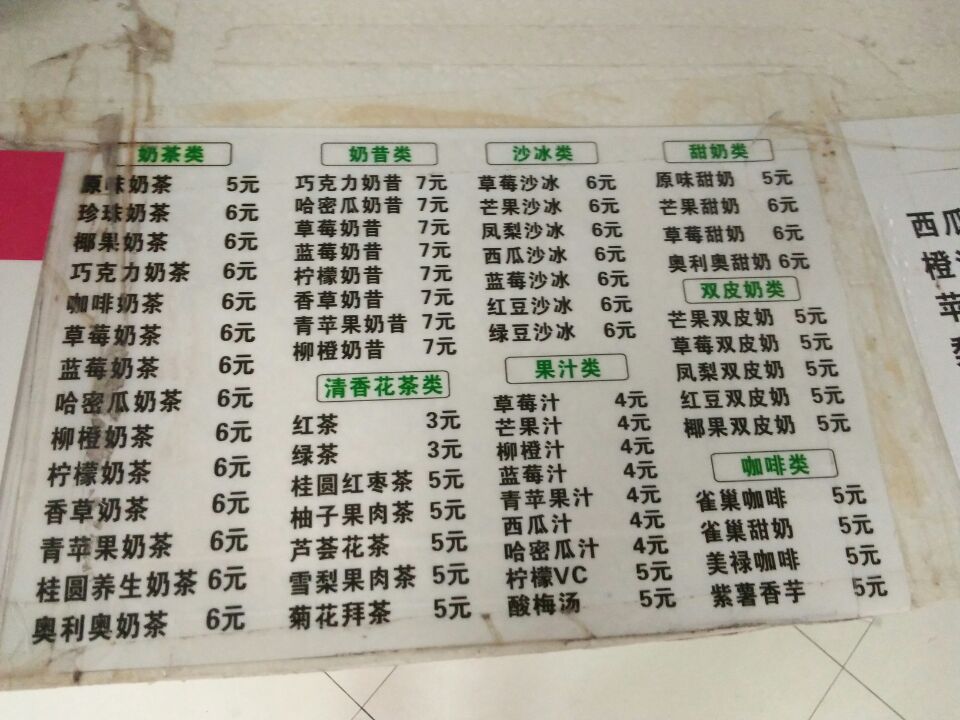 奶茶类
原味奶茶 5元
珍珠奶茶 6元
椰果奶茶 6元
巧克力奶茶 6元
咖啡奶茶 6元
草莓奶茶 6元
蓝莓奶茶 6元
哈密瓜奶茶 6元
柳橙奶茶 6元
柠檬奶茶 6元
香草奶茶 6元
青苹果奶茶 6元
桂圆养生奶茶 6元
奥利奥奶茶 6元
奶昔类
巧克力奶昔 7元
哈密瓜奶昔 7元
草莓奶昔 7元
蓝莓奶昔 7元
柠檬奶昔 7元
香草奶昔 7元
青苹果奶昔 7元
柳橙奶昔 7元
清香花茶类
红茶 3元
绿茶 3元
桂圆红枣茶 5元
柚子果肉茶 5元
芦荟花茶 5元
雪梨果肉茶 5元
菊花拜茶 5元
沙冰类
草莓沙冰 6元
芒果沙冰 6元
凤梨沙冰 6元
西瓜沙冰 6元
蓝莓沙冰 6元
红豆沙冰 6元
绿豆沙冰 6元
果汁类
草莓汁 4元
芒果汁 4元
柳橙汁 4元
蓝莓汁 4元
青苹果汁 4元
西瓜汁 4元
哈密瓜汁 4元
柠檬VC 5元
酸梅汤 5元
甜奶类
原味甜奶 5元
芒果甜奶 6元
草莓甜奶 6元
奥利奥甜奶 6元
双皮奶类
芒果双皮奶 5元
草莓双皮奶 5元
凤梨双皮奶 5元
红豆双皮奶 5元
椰果双皮奶 5元
咖啡类
雀巢咖啡 5元
雀巢甜奶 5元
美禄咖啡 5元
紫薯香芋 5元
西瓜
橙